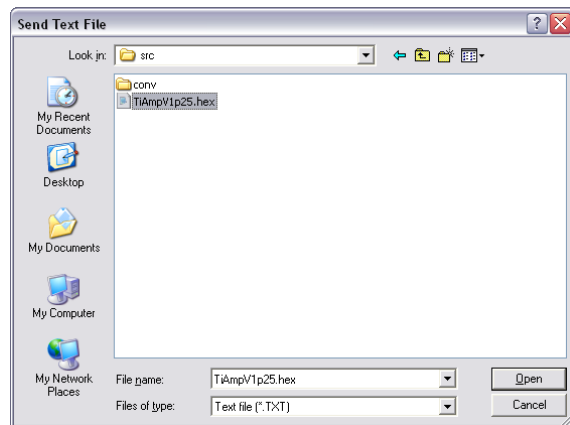 Send Text File
Look in: src
conv
TiAmpV1p25.hex
My Recent
Documents
Desktop
My Documents
My Computer
My Network
Places
File name: TiAmpV1p25.hex Open
Files of type: Text file (*.TXT) Cancel